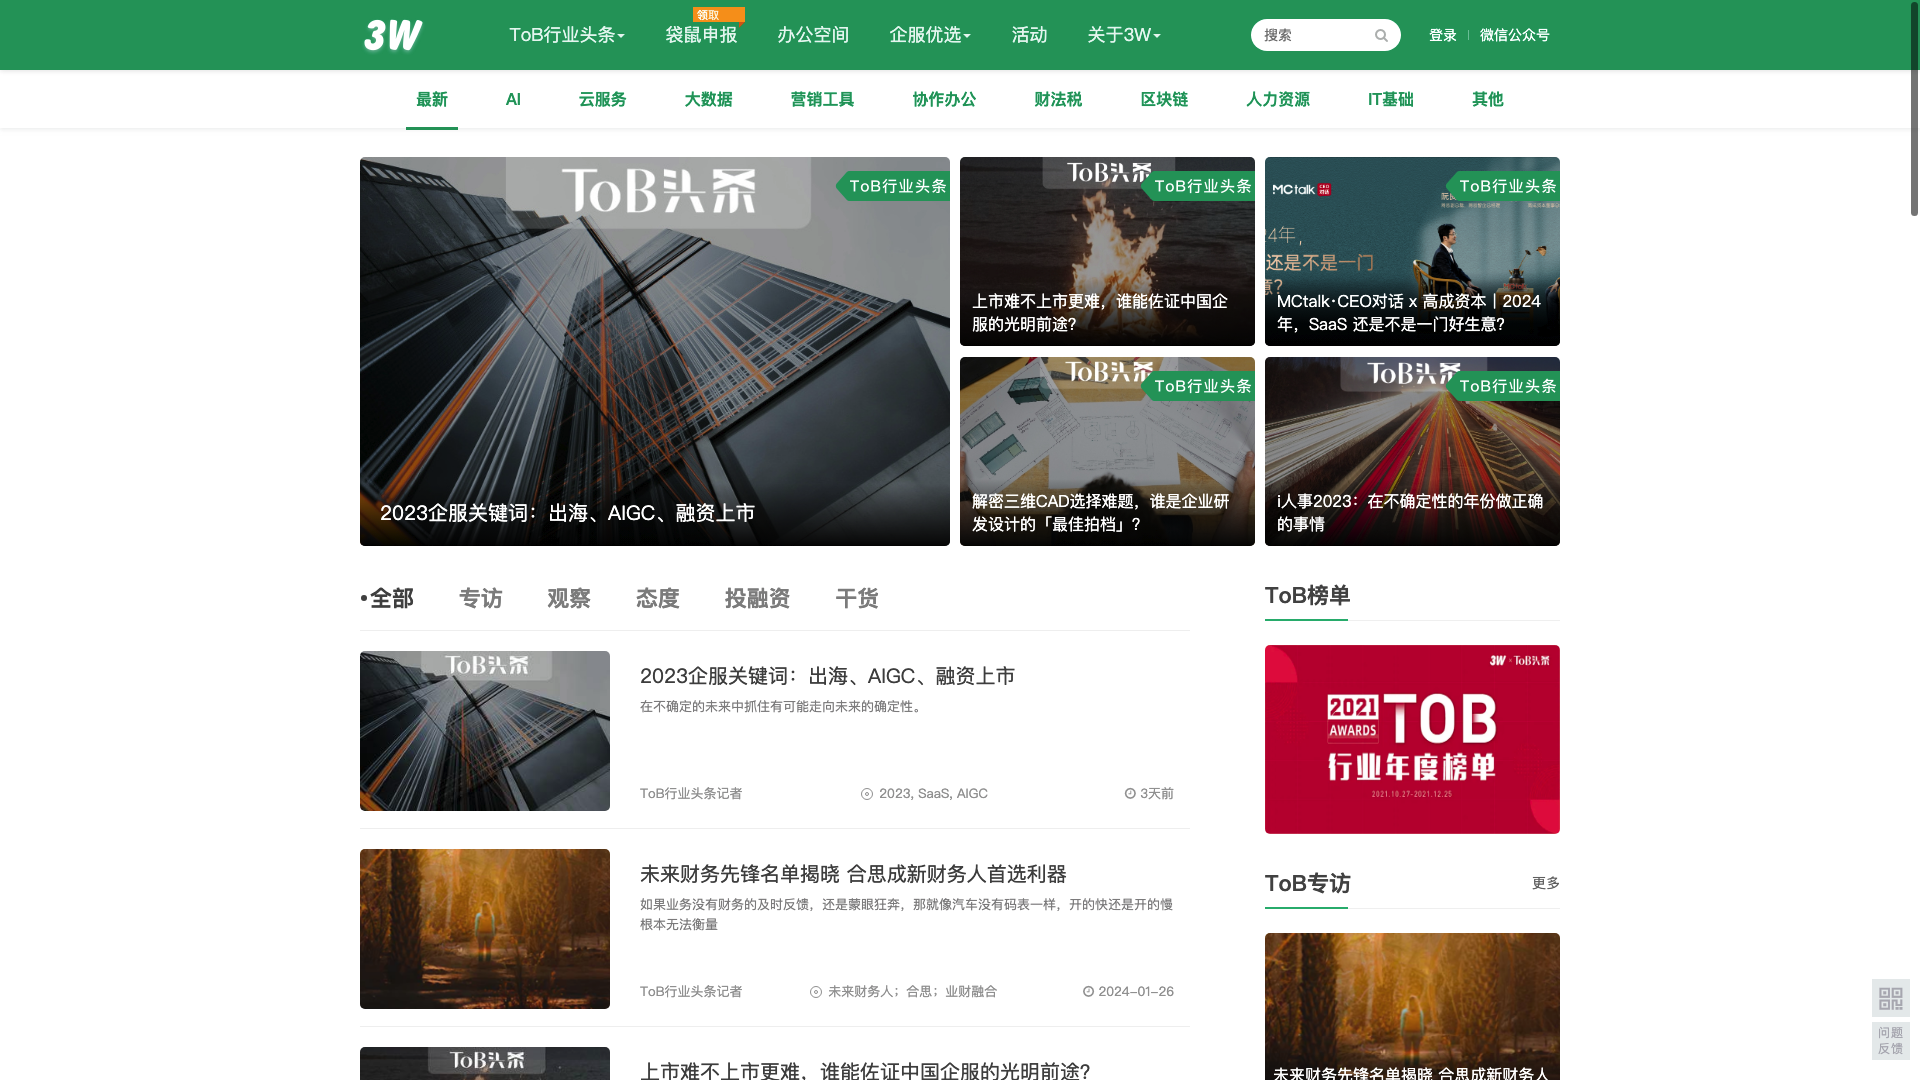 3W
ToB行业头条
领取
袋鼠申报
办公空间
企服优选
活动
关于3W
搜索
登录
微信公众号
最新
AI
云服务
大数据
营销工具
协作办公
财法税
区块链
人力资源
IT基础
其他
ToB头条
ToB行业头条
2023企服关键词：出海、AIGC、融资上市
ToB头条
ToB行业头条
上市难不上市更难，谁能佐证中国企
服的光明前途？
MCtalk CEO对话
ToB行业头条
4年，
还是不是一门
意?
MCtalk·CEO对话 x 高成资本｜2024
年，SaaS 还是不是一门好生意？
ToB头条
ToB行业头条
解密三维CAD选择难题，谁是企业研
发设计的「最佳拍档」？
ToB头条
ToB行业头条
i人事2023：在不确定性的年份做正确
的事情
•全部
专访
观察
态度
投融资
干货
ToB头条
2023企服关键词：出海、AIGC、融资上市
在不确定的未来中抓住有可能走向未来的确定性。
ToB行业头条记者
2023, SaaS, AIGC
3天前
未来财务先锋名单揭晓 合思成新财务人首选利器
如果业务没有财务的及时反馈，还是蒙眼狂奔，那就像汽车没有码表一样，开的快还是开的慢
根本无法衡量
ToB行业头条记者
未来财务人；合思；业财融合
2024-01-26
ToB头条
上市难不上市更难，谁能佐证中国企服的光明前途？
ToB榜单
3W · ToB头条
2021
AWARDS
TOB
行业年度榜单
2021.10.27-2021.12.25
ToB专访
更多
未来财务先锋名单揭晓 合思成新财务人
问题
反馈